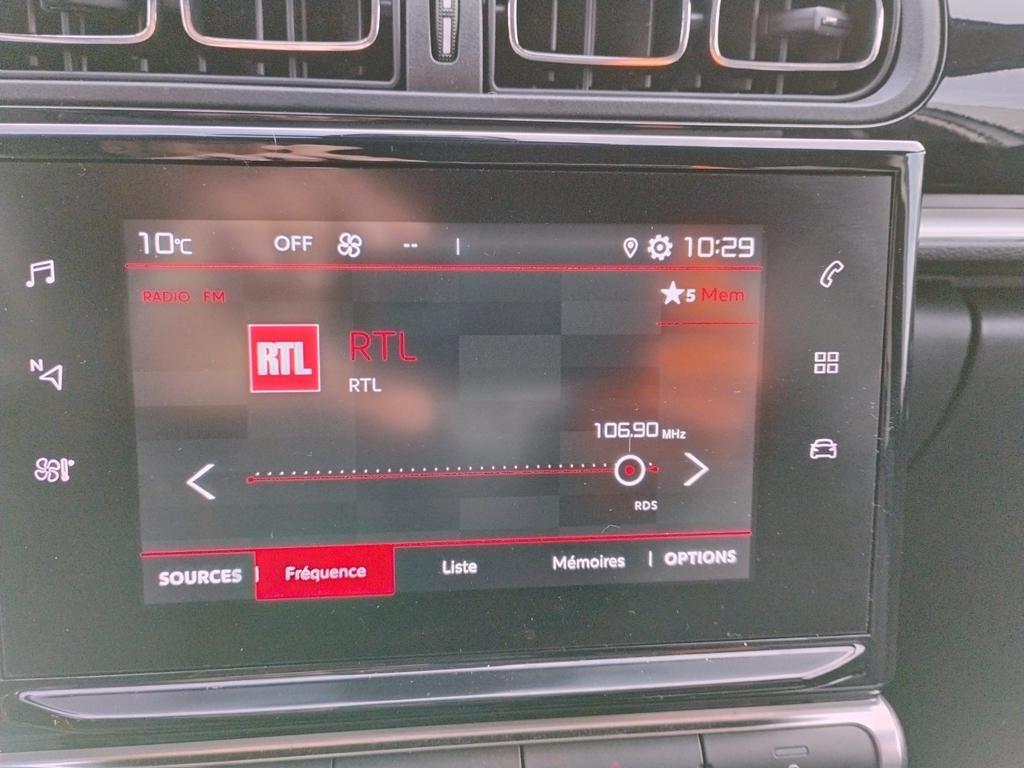 10°C OFF -- | 10:29
RADIO FM
5 Mem
RTL
RTL
RTL
106.90 MHz
RDS
N
SOURCES | Fréquence Liste Mémoires | OPTIONS